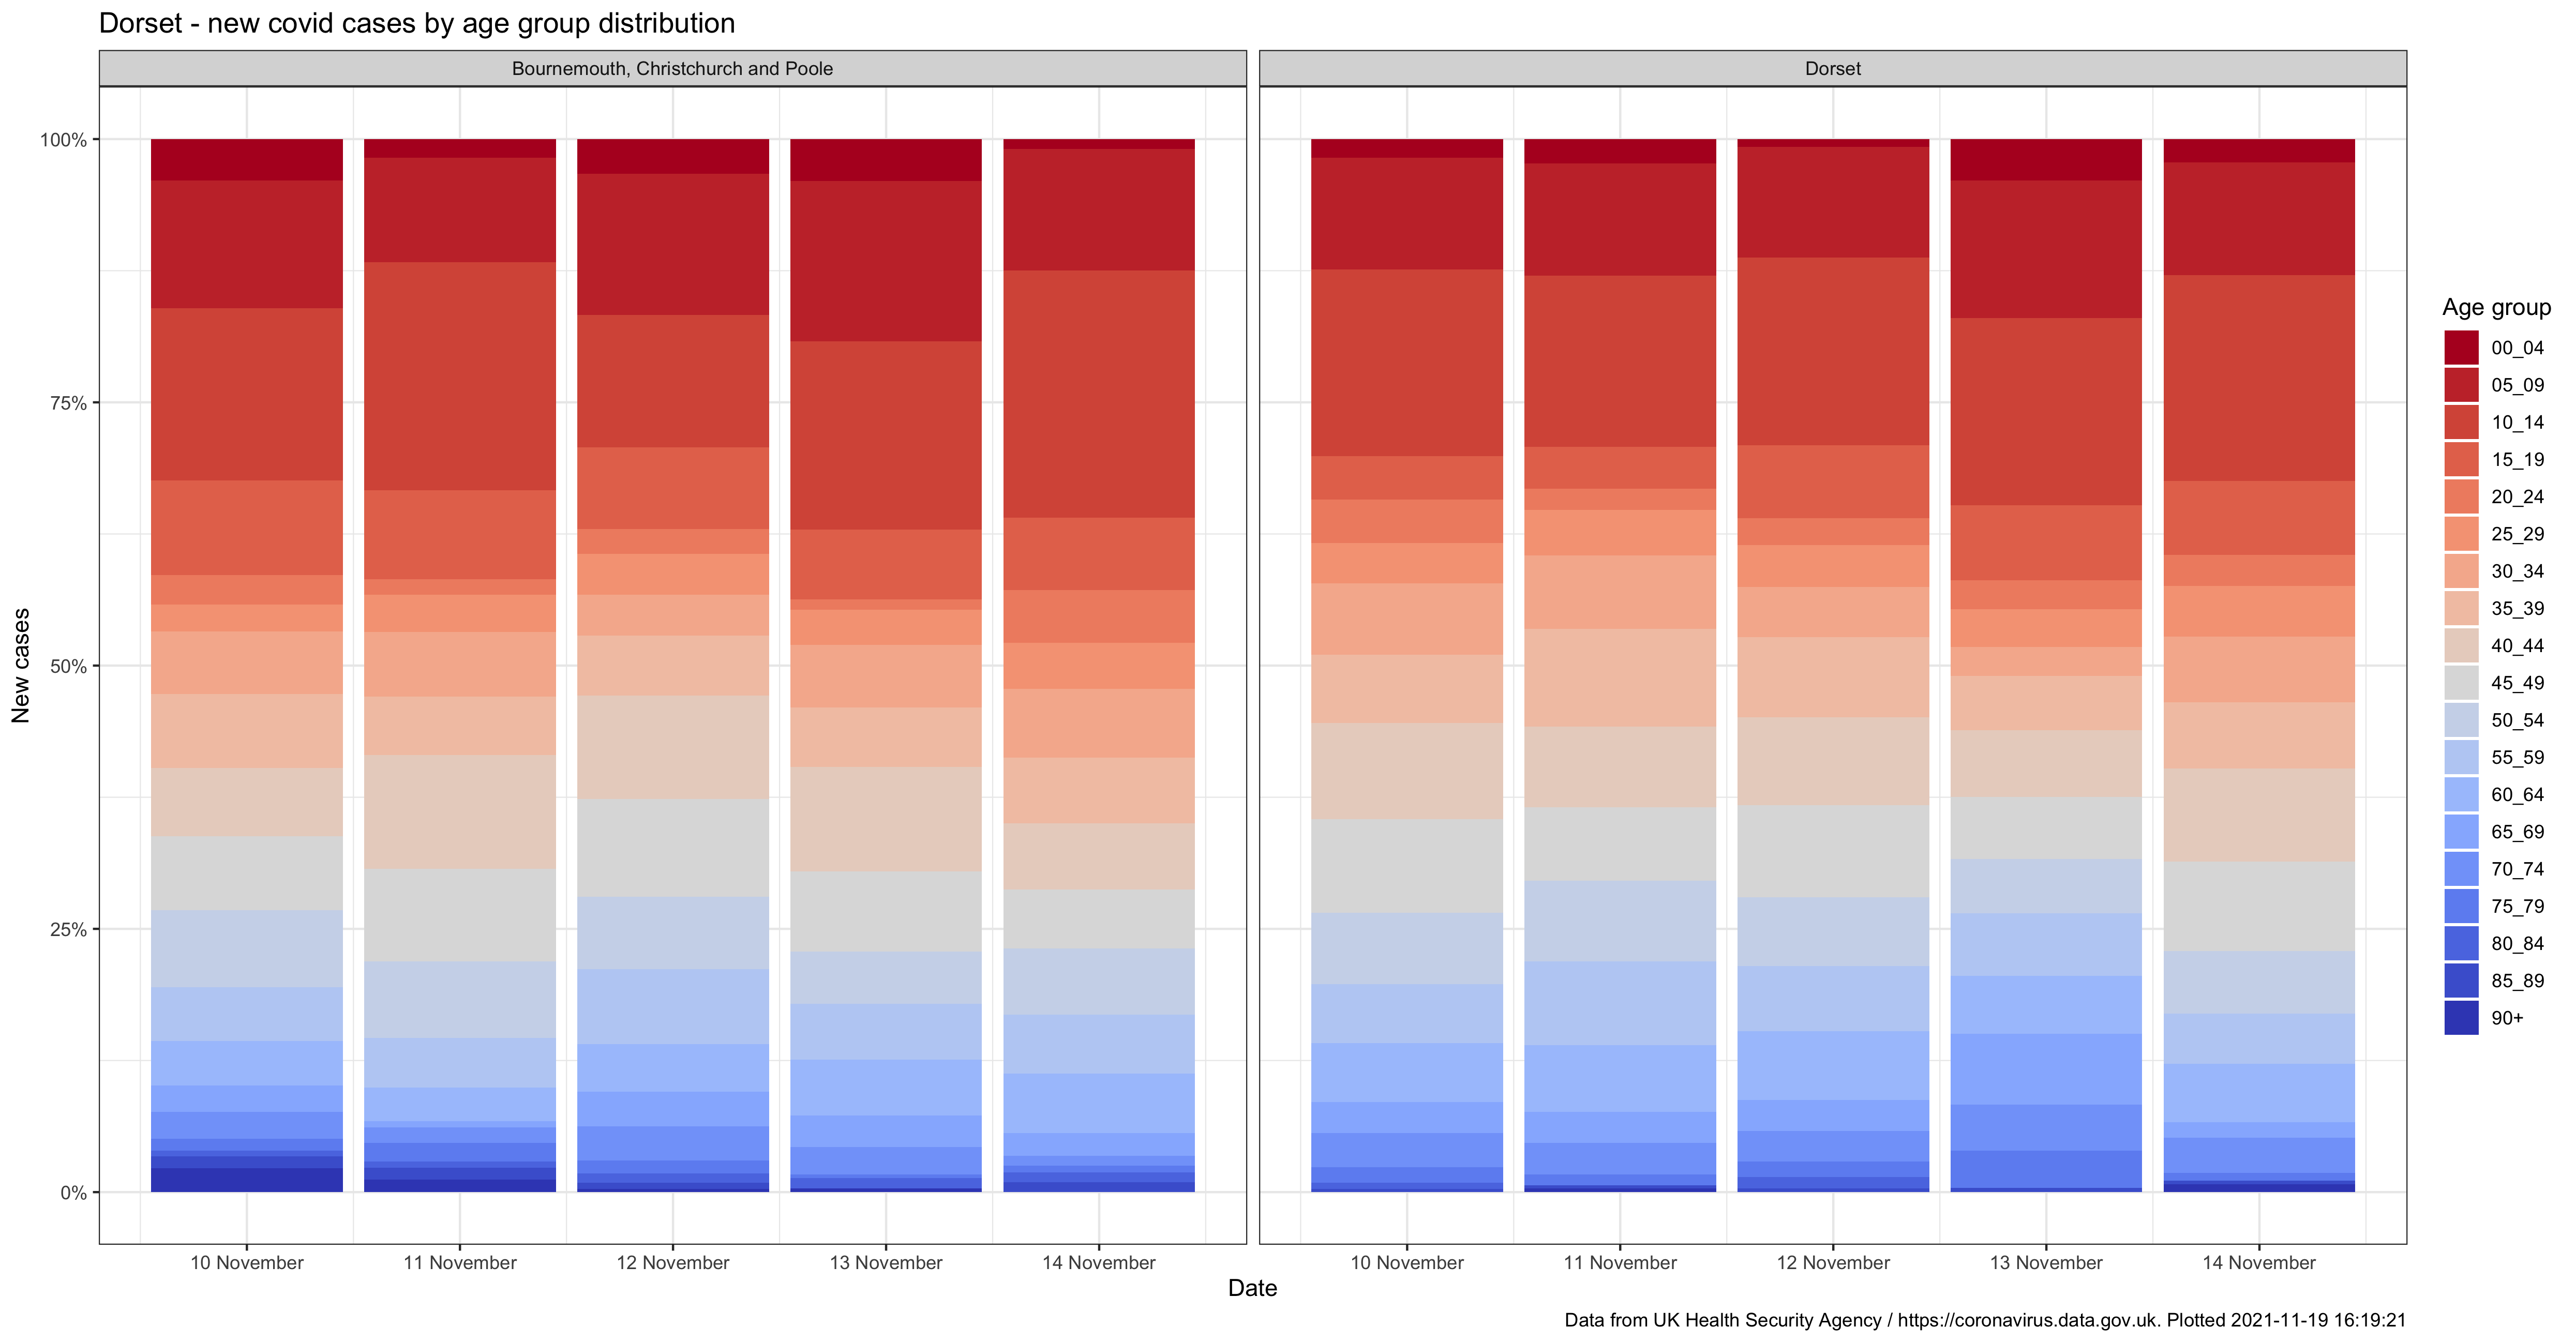 Dorset - new covid cases by age group distribution
Bournemouth, Christchurch and Poole
Dorset
New cases
100%
75%
50%
25%
0%
10 November
11 November
12 November
13 November
14 November
10 November
11 November
12 November
13 November
14 November
Date
Age group
00_04
05_09
10_14
15_19
20_24
25_29
30_34
35_39
40_44
45_49
50_54
55_59
60_64
65_69
70_74
75_79
80_84
85_89
90+
Data from UK Health Security Agency / https://coronavirus.data.gov.uk. Plotted 2021-11-19 16:19:21